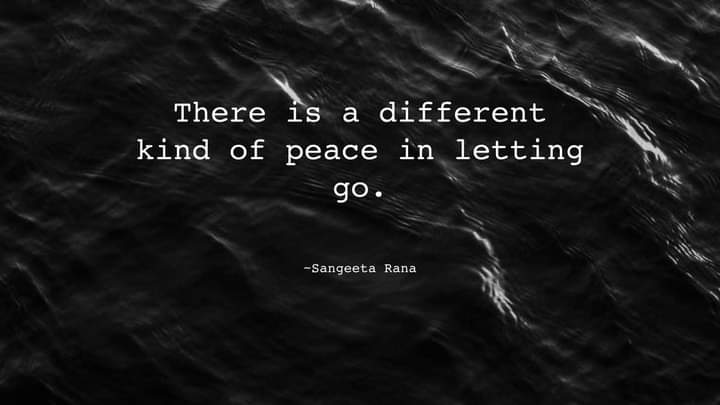 There is a different
kind of peace in letting
go.
~Sangeeta Rana